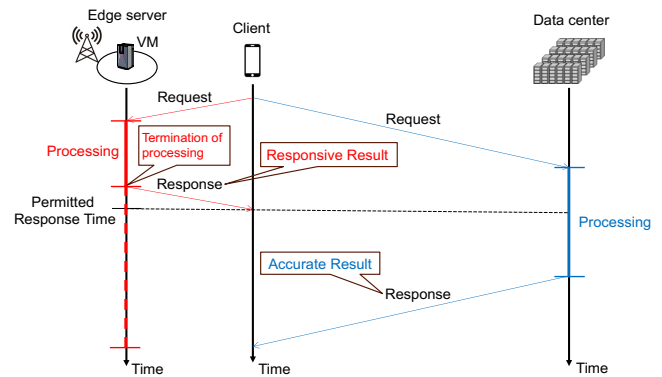 Edge server
VM
Client
Data center
Request
Request
Termination of
processing
Processing
Responsive Result
Response
Permitted
Response Time
Processing
Accurate Result
Response
Time
Time
Time